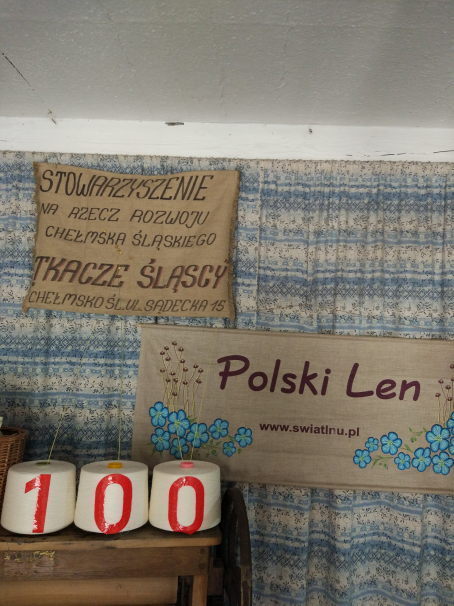 STOWARZYSZENIE
NA RZECZ ROZWOJU
CHEŁMSKA ŚLĄSKIEGO
TKACZE ŚLĄSCY
CHEŁMSKO ŚL.UL.SĄDECKA 15
Polski Len
www.swiatlnu.pl
100